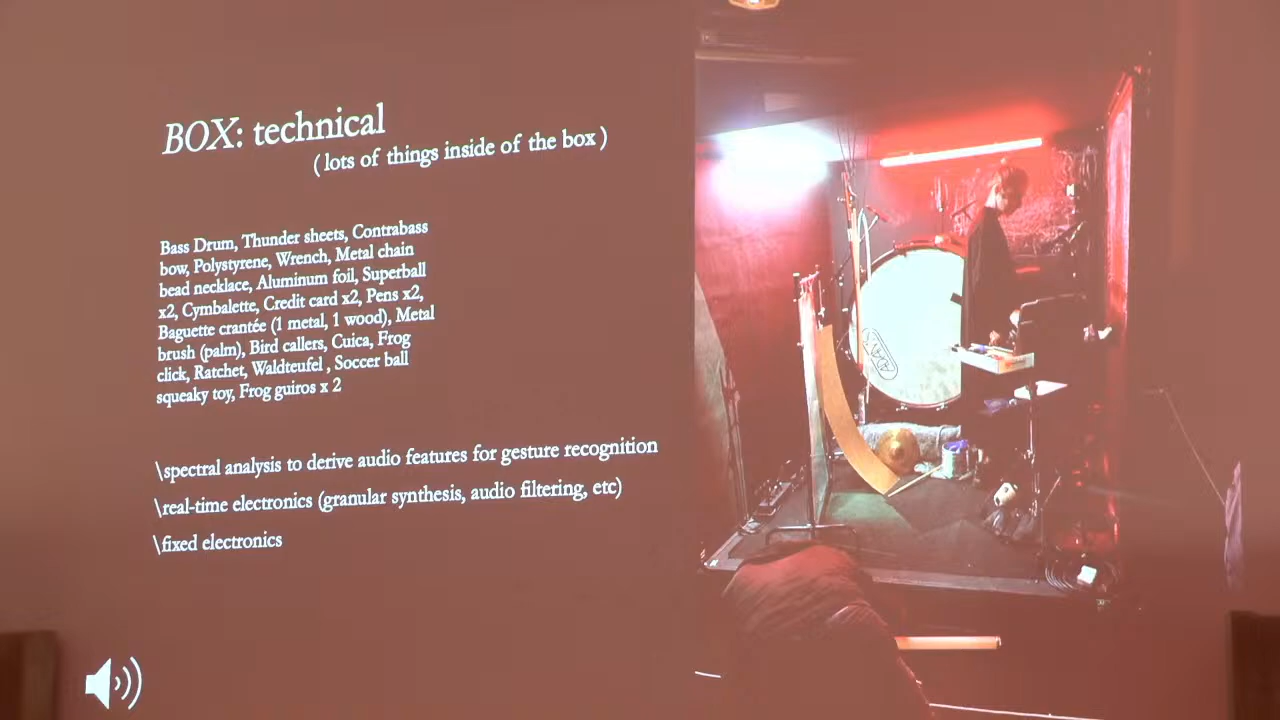 BOX: technical
( lots of things inside of the box )
Bass Drum, Thunder sheets, Contrabass
bow, Polystyrene, Wrench, Metal chain
bead necklace, Aluminum foil, Superball
x2, Cymbalette, Credit card x2, Pens x2,
Baguette crantée (1 metal, 1 wood), Metal
brush (palm), Bird callers, Cuica, Frog
click, Ratchet, Waldteufel , Soccer ball
squeaky toy, Frog guiros x 2
\spectral analysis to derive audio features for gesture recognition
\real-time electronics (granular synthesis, audio filtering, etc)
\fixed electronics